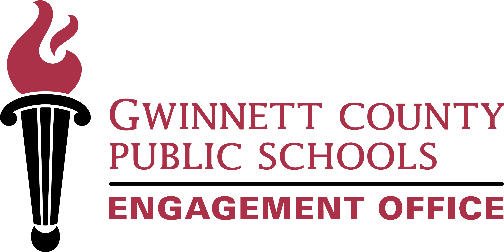 GWINNETT COUNTY
PUBLIC SCHOOLS
ENGAGEMENT OFFICE